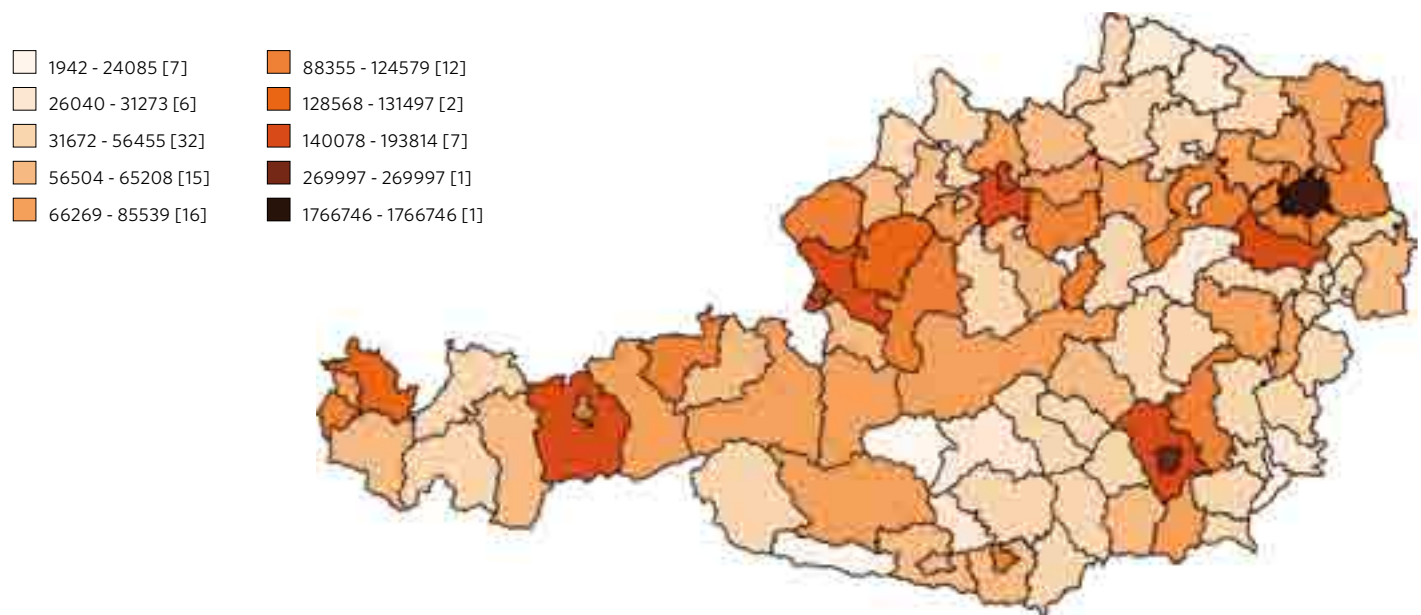 1942 - 24085 [7]
26040 - 31273 [6]
31672 - 56455 [32]
56504 - 65208 [15]
66269 - 85539 [16]
88355 - 124579 [12]
128568 - 131497 [2]
140078 - 193814 [7]
269997 - 269997 [1]
1766746 - 1766746 [1]